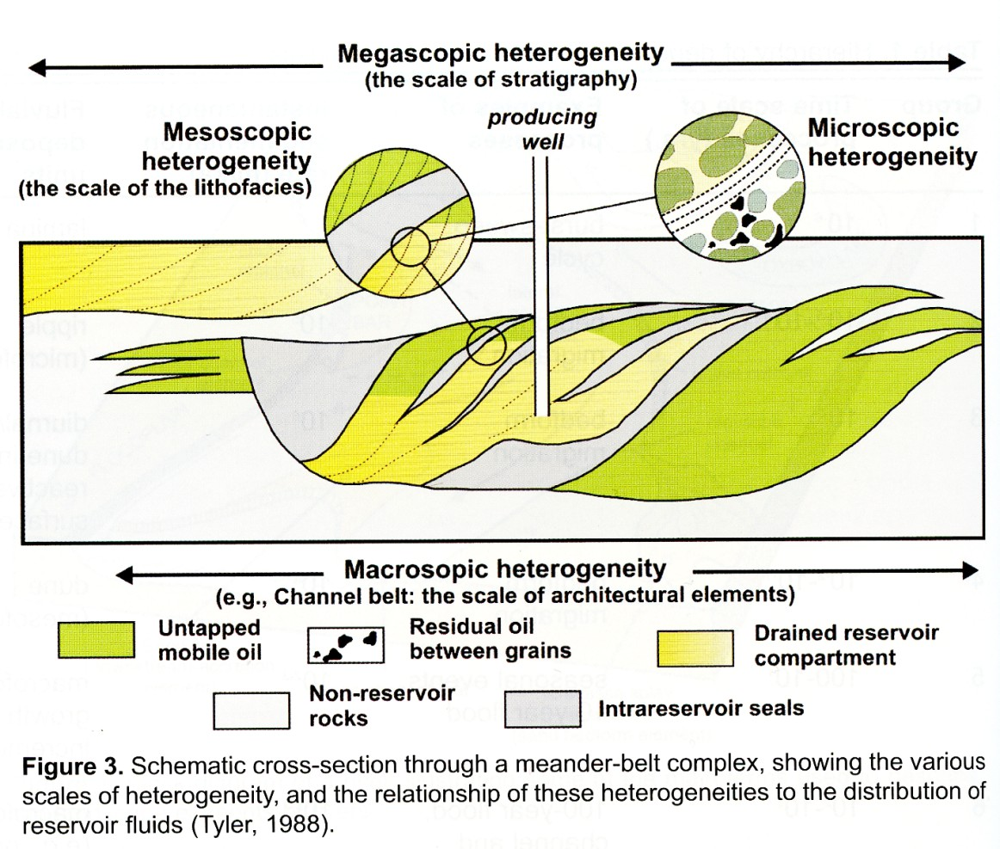 Megascopic heterogeneity
(the scale of stratigraphy)
producing
well
Mesoscopic
heterogeneity
(the scale of the lithofacies)
Microscopic
heterogeneity
Macrosopic heterogeneity
(e.g., Channel belt: the scale of architectural elements)
Untapped
mobile oil
Residual oil
between grains
Drained reservoir
compartment
Non-reservoir
rocks
Intrareservoir seals
Figure 3. Schematic cross-section through a meander-belt complex, showing the various
scales of heterogeneity, and the relationship of these heterogeneities to the distribution of
reservoir fluids (Tyler, 1988).